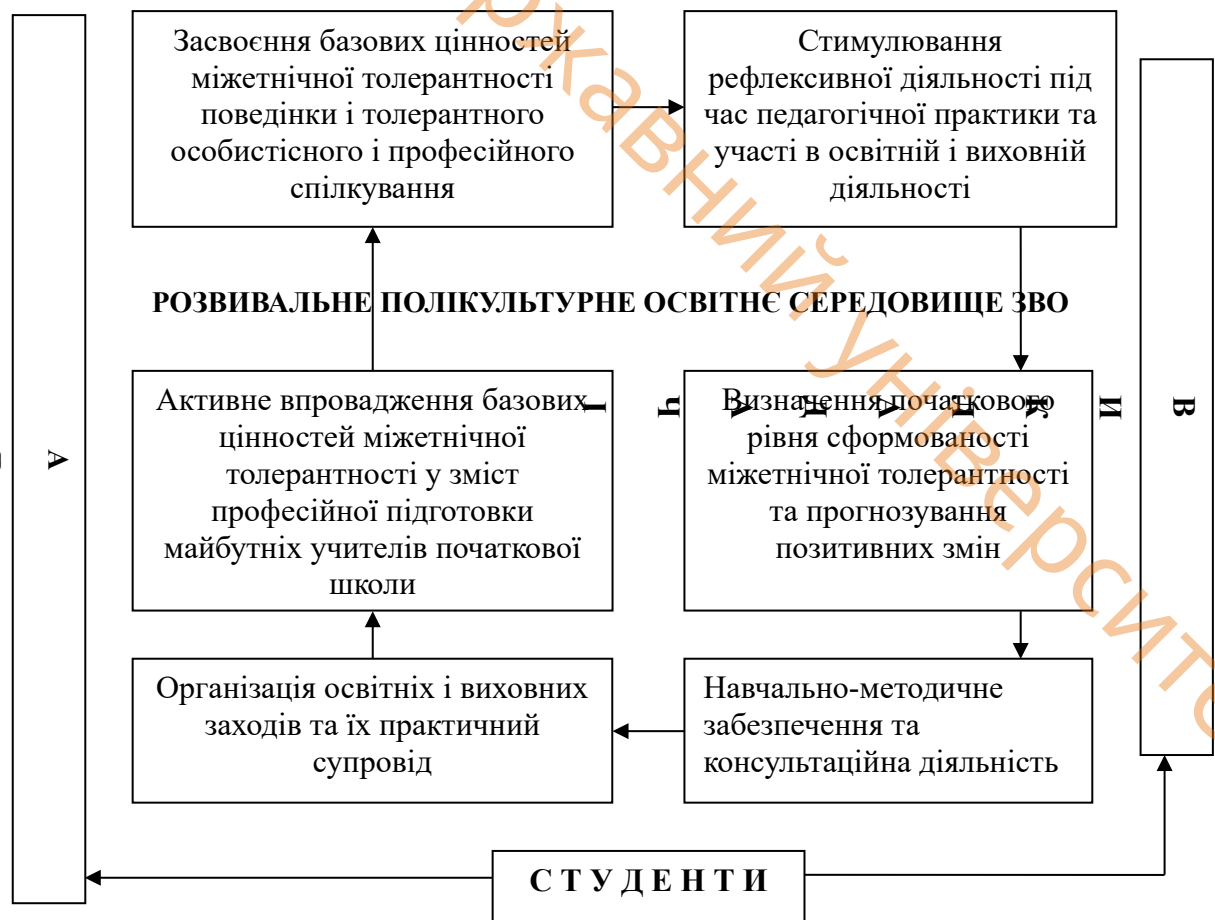 Засвоєння базових цінностей
міжетнічної толерантності
поведінки і толерантного
особистісного і професійного
спілкування
Стимулювання
рефлексивної діяльності під
час педагогічної практики та
участі в освітній і виховній
діяльності
РОЗВИВАЛЬНЕ ПОЛІКУЛЬТУРНЕ ОСВІТНЄ СЕРЕДОВИЩЕ ЗВО
Активне впровадження базових
цінностей міжетнічної
толерантності у зміст
професійної підготовки
майбутніх учителів початкової
школи
Визначення початкового
рівня сформованості
міжетнічної толерантності
та прогнозування
позитивних змін
Організація освітніх і виховних
заходів та їх практичний
супровід
Навчально-методичне
забезпечення та
консультаційна діяльність
С Т У Д Е Н Т И
А
В
ржавний університе